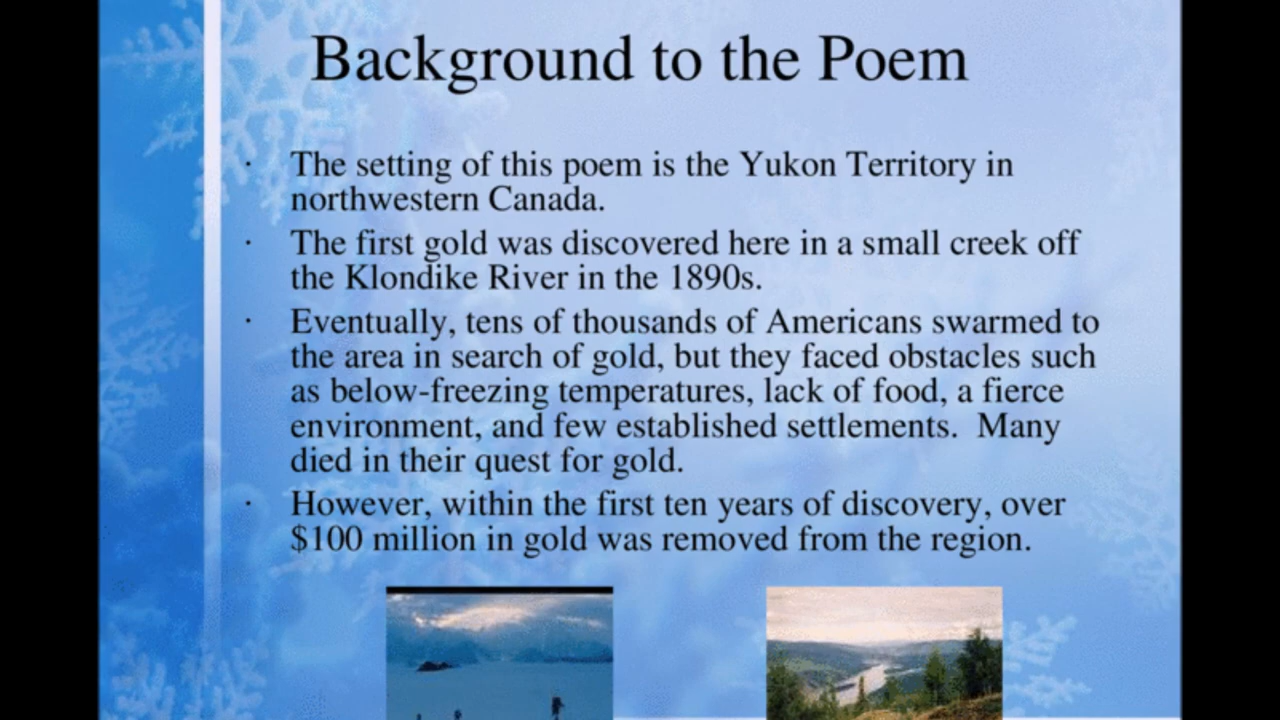 Background to the Poem
· The setting of this poem is the Yukon Territory in
northwestern Canada.
· The first gold was discovered here in a small creek off
the Klondike River in the 1890s.
· Eventually, tens of thousands of Americans swarmed to
the area in search of gold, but they faced obstacles such
as below-freezing temperatures, lack of food, a fierce
environment, and few established settlements.  Many
died in their quest for gold.
· However, within the first ten years of discovery, over
$100 million in gold was removed from the region.